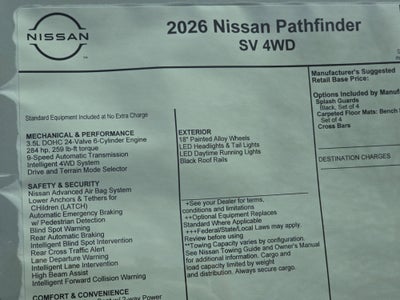 NISSAN
2026 Nissan Pathfinder
SV 4WD
Standard Equipment Included at No Extra Charge
MECHANICAL & PERFORMANCE
3.5L DOHC 24-Valve 6-Cylinder Engine
284 hp, 259 lb-ft torque
9-Speed Automatic Transmission
Intelligent 4WD System
Drive and Terrain Mode Selector
SAFETY & SECURITY
Nissan Advanced Air Bag System
Lower Anchors & Tethers for
CHildren (LATCH)
Automatic Emergency Braking
w/ Pedestrian Detection
Blind Spot Warning
Rear Automatic Braking
Intelligent Blind Spot Intervention
Rear Cross Traffic Alert
Lane Departure Warning
Intelligent Lane Intervention
High Beam Assist
Intelligent Forward Collision Warning
COMFORT & CONVENIENCE
EXTERIOR
18" Painted Alloy Wheels
LED Headlights & Tail Lights
LED Daytime Running Lights
Black Roof Rails
+See your Dealer for terms,
conditions and limitations
++Optional Equipment Replaces
Standard Where Applicable
+++Federal/State/Local Laws may apply.
Review before using
**Towing Capacity varies by configuration.
See Nissan Towing Guide and Owner's Manual
for additional information. Cargo and
load capacity limited by weight
and distribution. Always secure cargo.
Manufacturer's Suggested
Retail Base Price:
Options Included by Manuf
Splash Guards
Black, Set of 4
Carpeted Floor Mats: Bench
Set of 4
Cross Bars
DESTINATION CHARGES